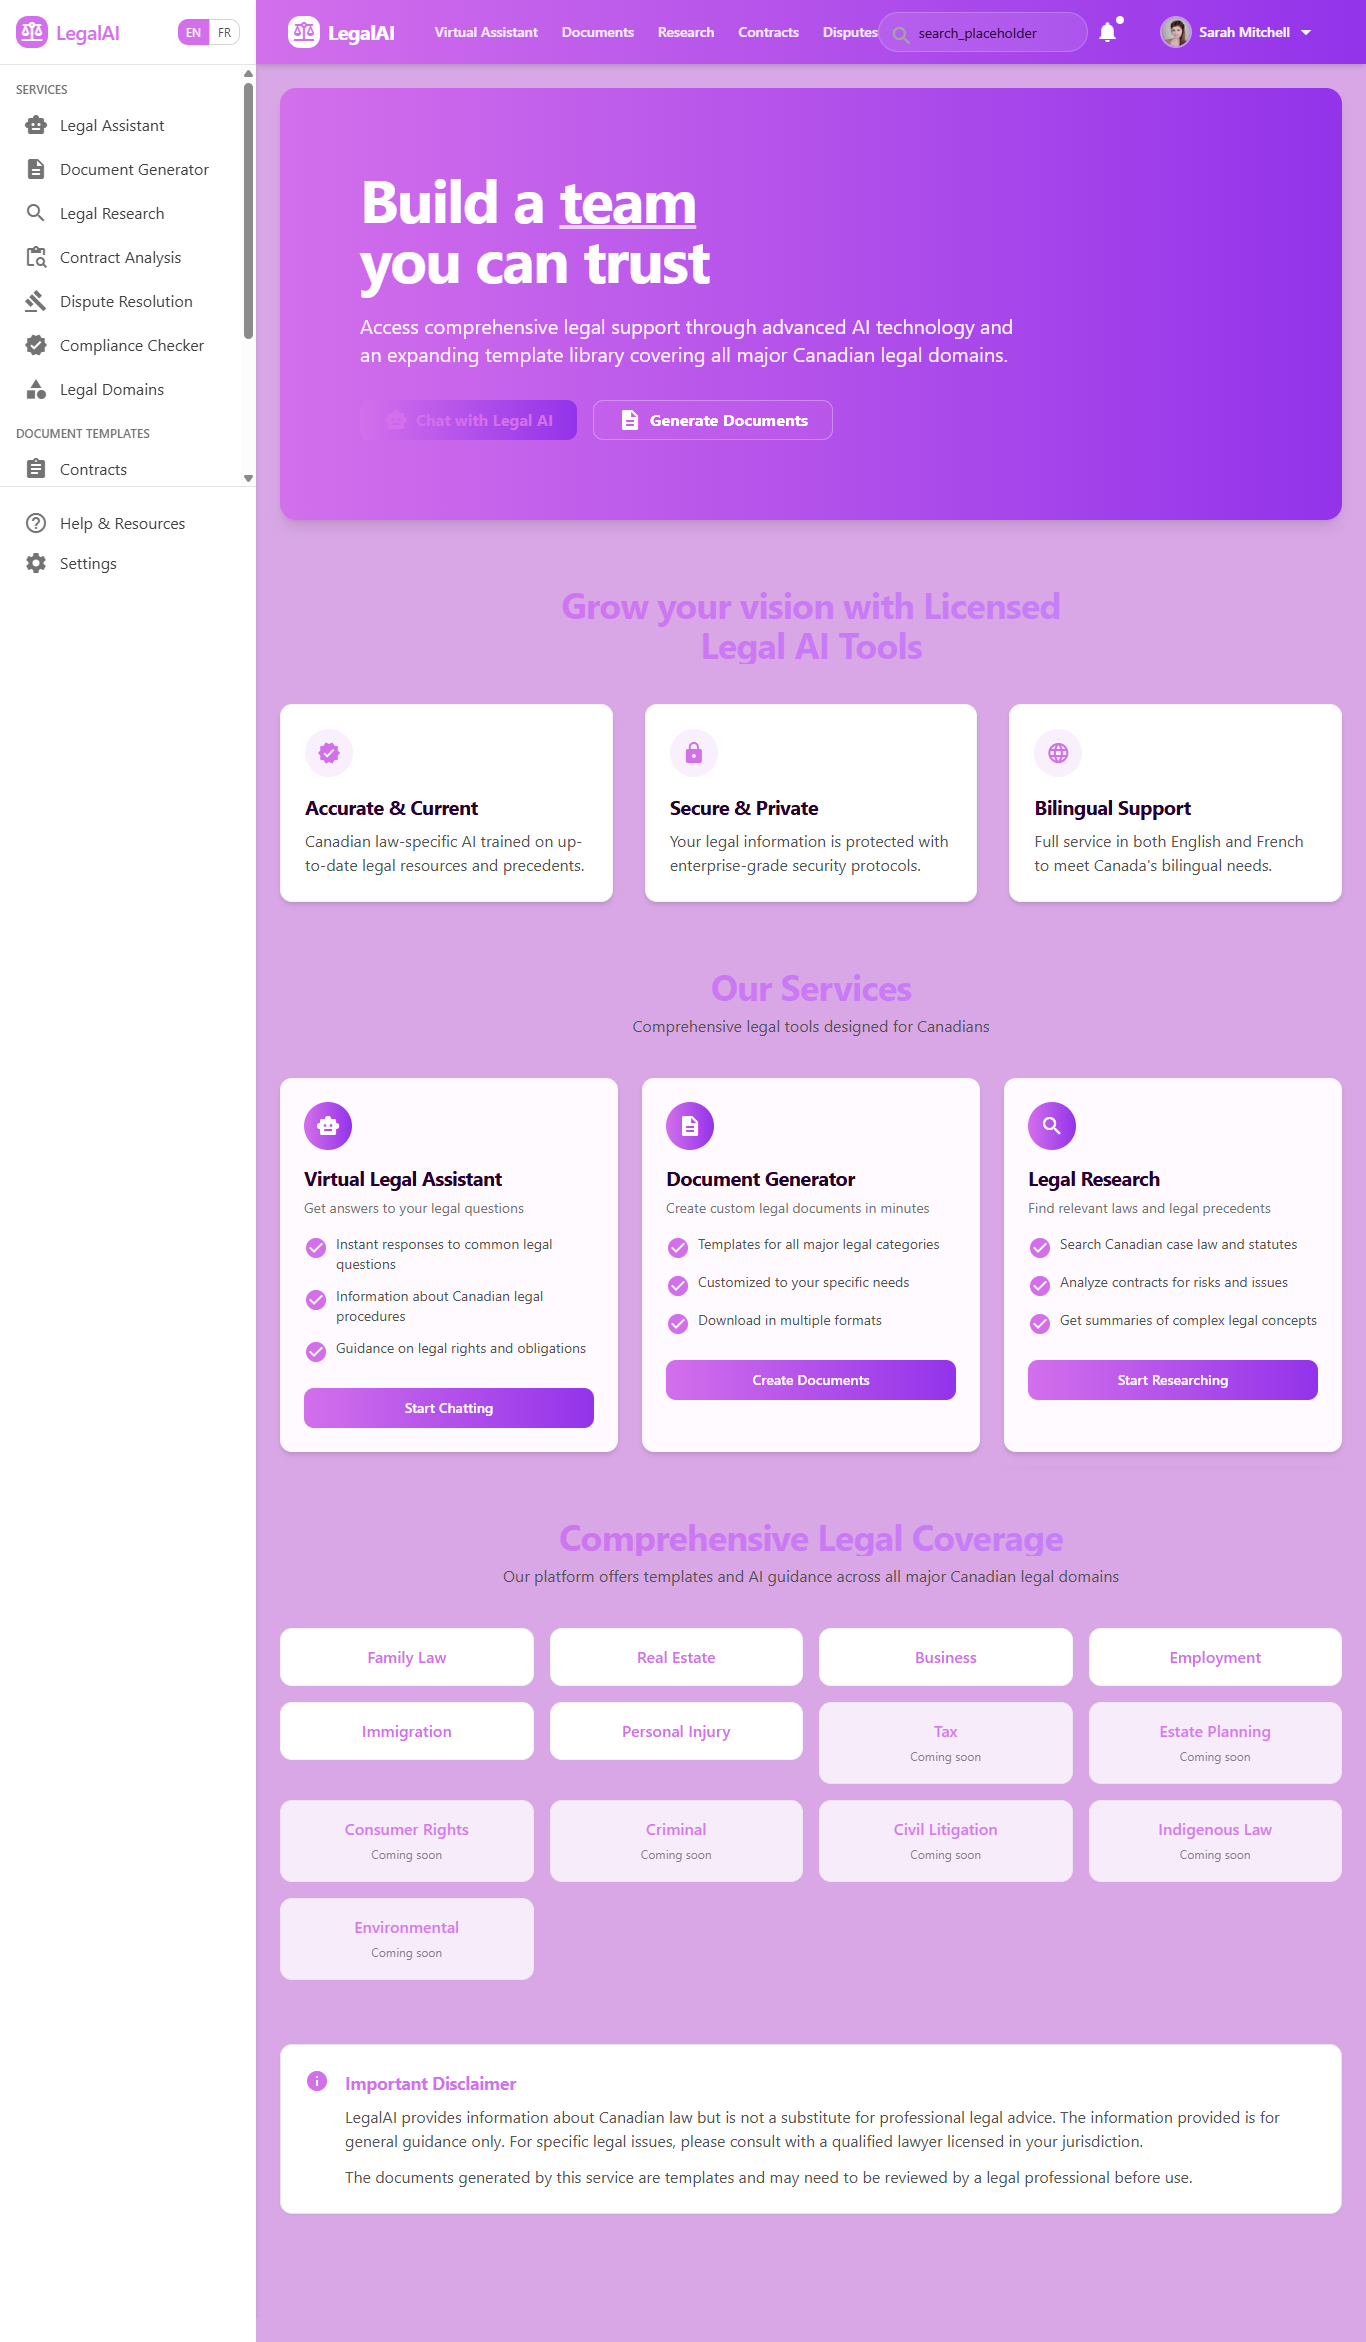 LegalAI
EN FR
SERVICES
Legal Assistant
Document Generator
Legal Research
Contract Analysis
Dispute Resolution
Compliance Checker
Legal Domains
DOCUMENT TEMPLATES
Contracts
Help & Resources
Settings
LegalAI Virtual Assistant Documents Research Contracts Disputes search_placeholder Sarah Mitchell
Build a team
you can trust
Access comprehensive legal support through advanced AI technology and
an expanding template library covering all major Canadian legal domains.
Chat with Legal AI Generate Documents
Grow your vision with Licensed
Legal AI Tools
Accurate & Current
Canadian law-specific AI trained on up-
to-date legal resources and precedents.
Secure & Private
Your legal information is protected with
enterprise-grade security protocols.
Bilingual Support
Full service in both English and French
to meet Canada's bilingual needs.
Our Services
Comprehensive legal tools designed for Canadians
Virtual Legal Assistant
Get answers to your legal questions
Instant responses to common legal
questions
Information about Canadian legal
procedures
Guidance on legal rights and obligations
Start Chatting
Document Generator
Create custom legal documents in minutes
Templates for all major legal categories
Customized to your specific needs
Download in multiple formats
Create Documents
Legal Research
Find relevant laws and legal precedents
Search Canadian case law and statutes
Analyze contracts for risks and issues
Get summaries of complex legal concepts
Start Researching
Comprehensive Legal Coverage
Our platform offers templates and AI guidance across all major Canadian legal domains
Family Law
Real Estate
Business
Employment
Immigration
Personal Injury
Tax
Coming soon
Estate Planning
Coming soon
Consumer Rights
Coming soon
Criminal
Coming soon
Civil Litigation
Coming soon
Indigenous Law
Coming soon
Environmental
Coming soon
Important Disclaimer
LegalAI provides information about Canadian law but is not a substitute for professional legal advice. The information provided is for
general guidance only. For specific legal issues, please consult with a qualified lawyer licensed in your jurisdiction.
The documents generated by this service are templates and may need to be reviewed by a legal professional before use.